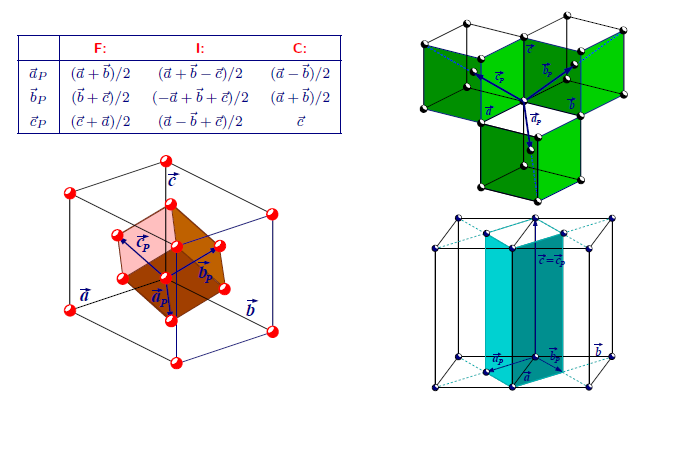 F: I: C:
a⃗P (a⃗ + b⃗)/2 (a⃗ + b⃗ − c⃗)/2 (a⃗ − b⃗)/2
b⃗P (b⃗ + c⃗)/2 (−a⃗ + b⃗ + c⃗)/2 (a⃗ + b⃗)/2
c⃗P (c⃗ + a⃗)/2 (a⃗ − b⃗ + c⃗)/2 c⃗
c⃗
c⃗P b⃗P
a⃗ b⃗
a⃗P
c⃗
c⃗P b⃗P
a⃗ b⃗
a⃗P
c⃗ = c⃗P
a⃗P b⃗P b⃗
a⃗